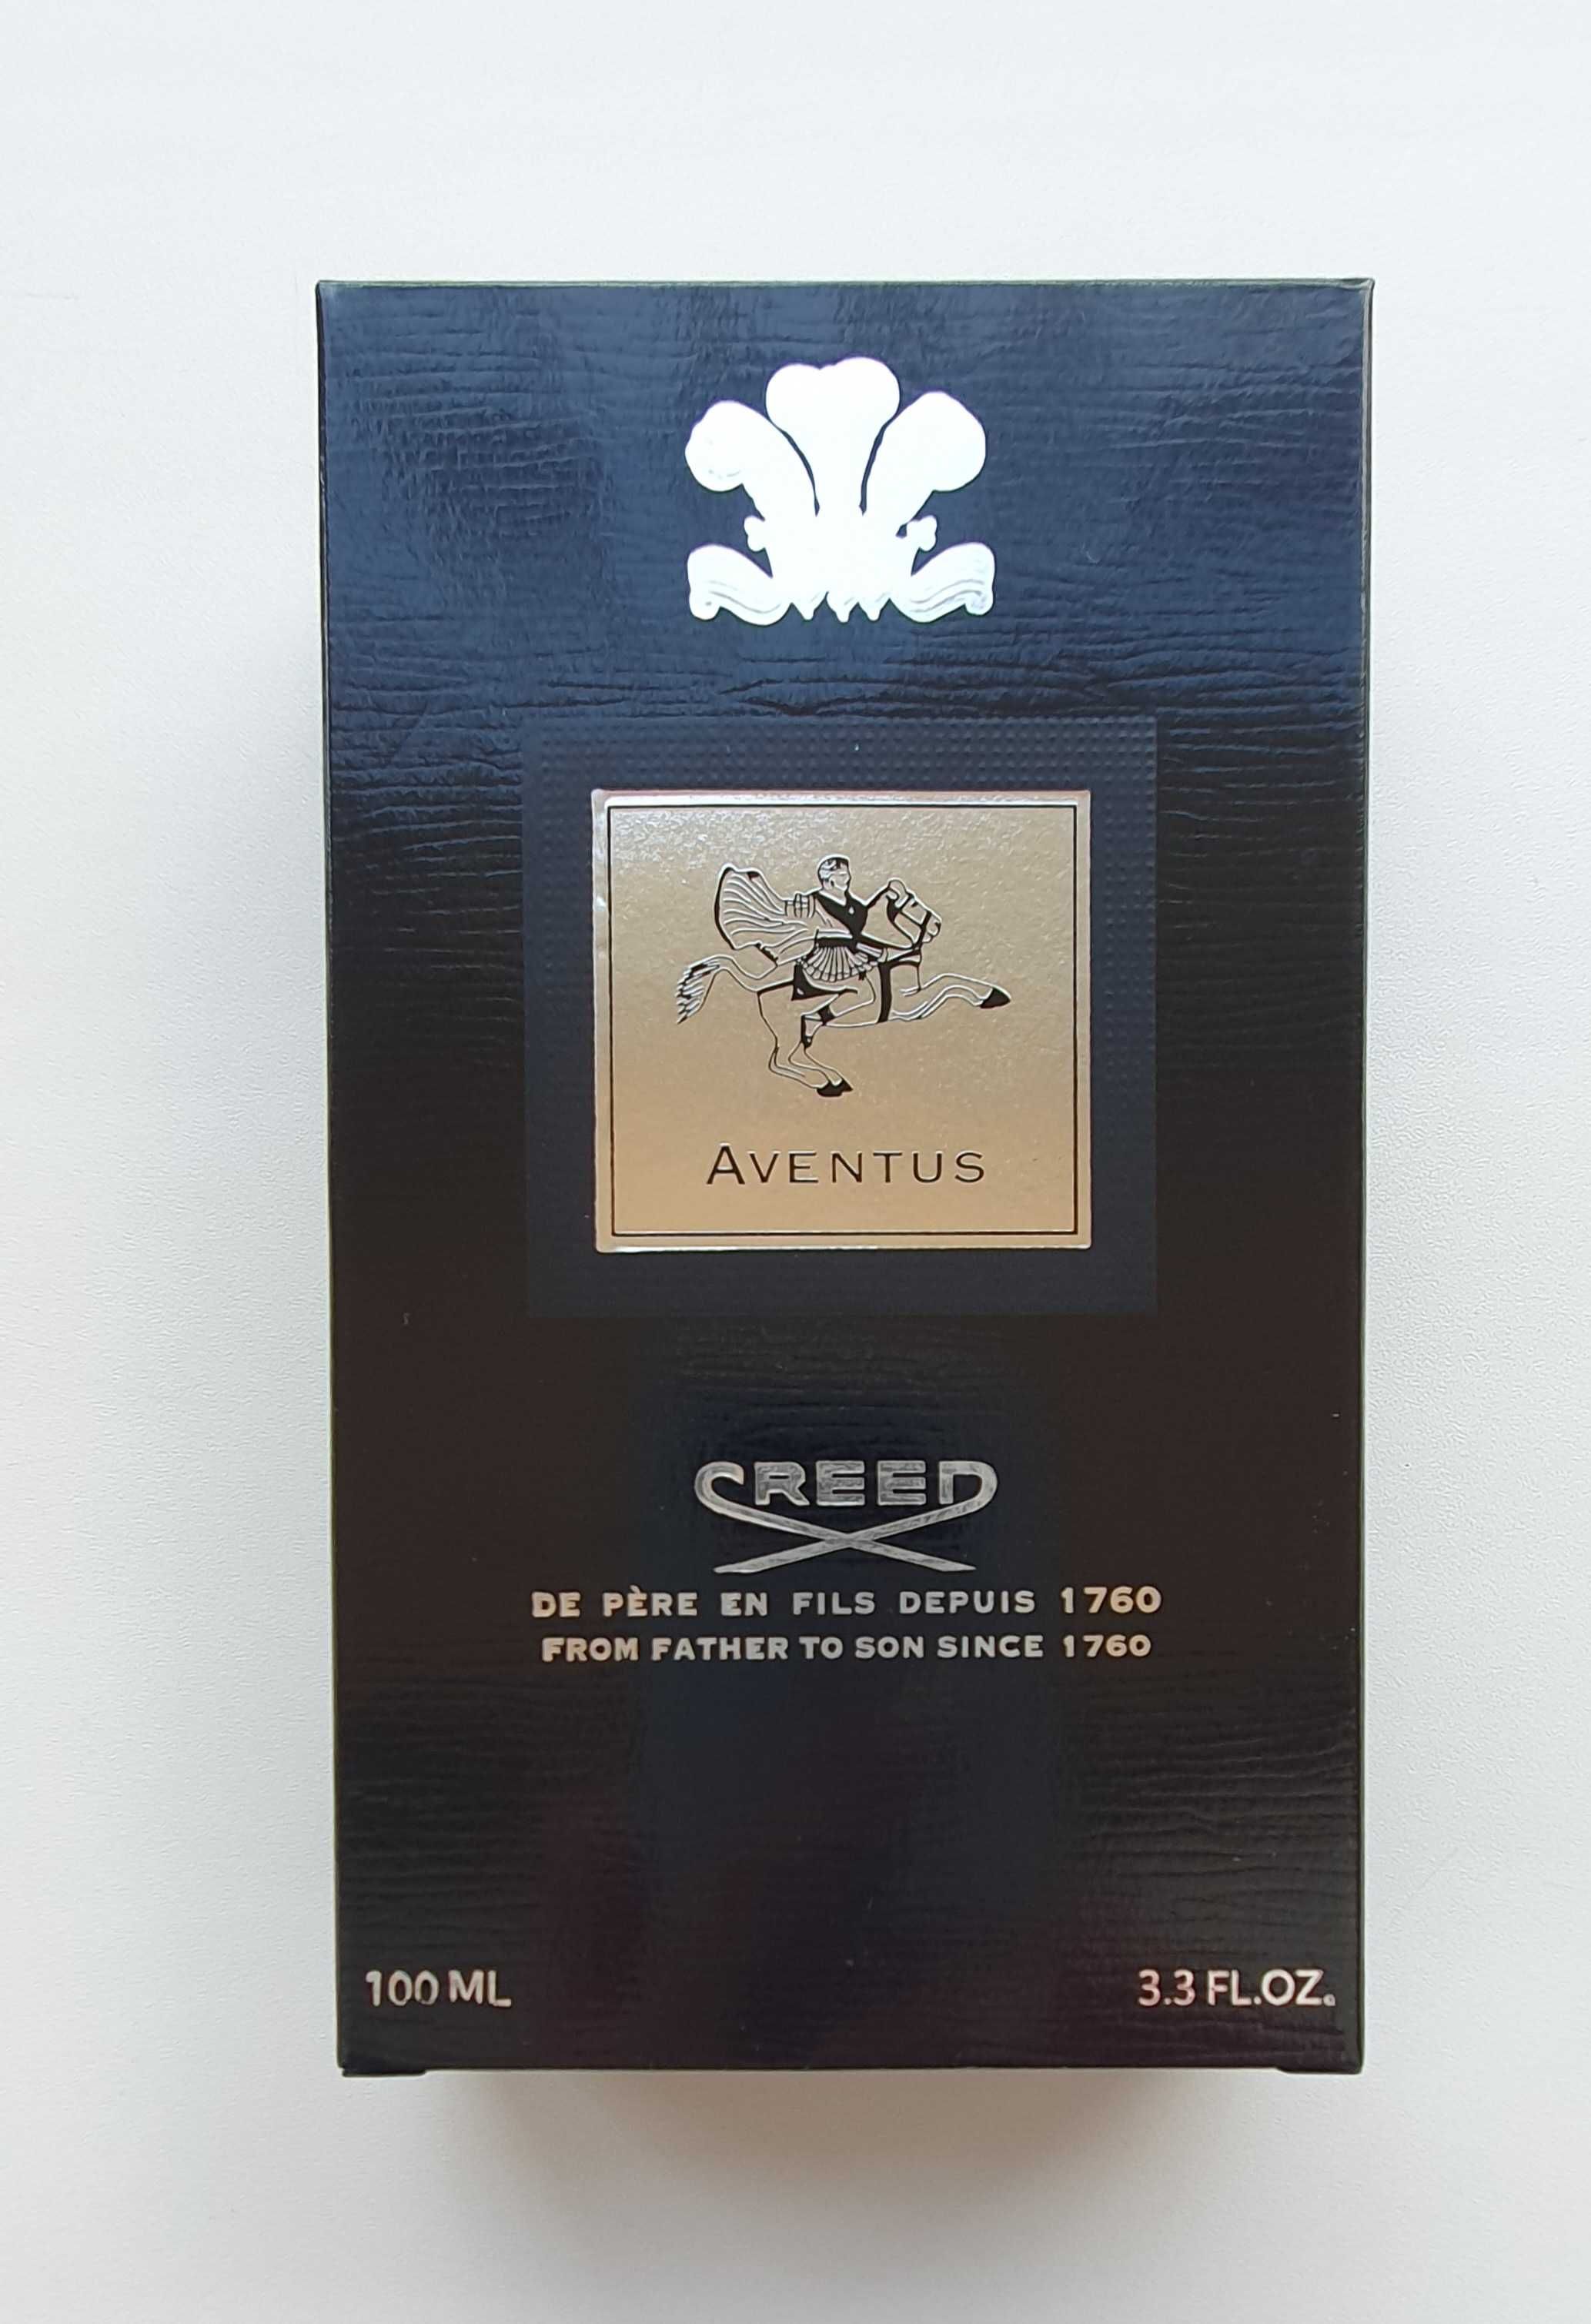 AVENTUS
CREED
DE PÈRE EN FILS DEPUIS 1760
FROM FATHER TO SON SINCE 1760
100 ML
3.3 FL.OZ.